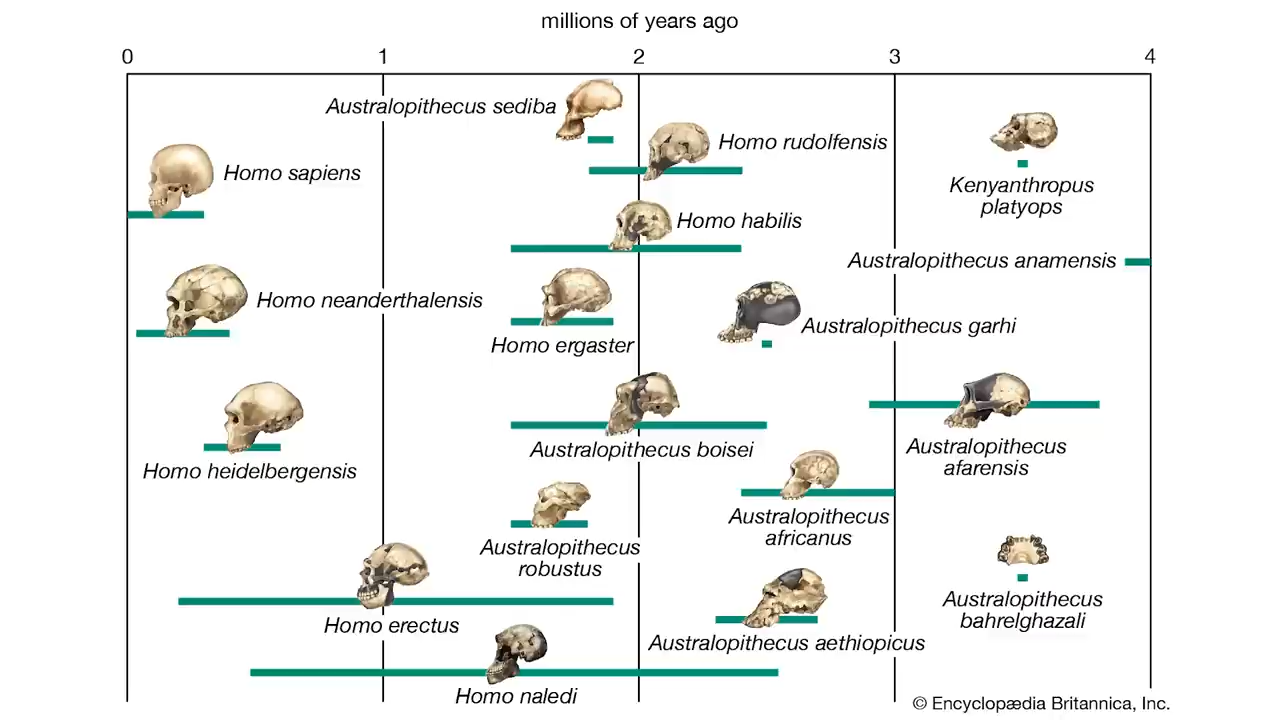 millions of years ago
0 1 2 3 4
Australopithecus sediba
Homo rudolfensis
Homo sapiens
Kenyanthropus
platyops
Homo habilis
Australopithecus anamensis
Homo neanderthalensis
Australopithecus garhi
Homo ergaster
Australopithecus boisei
Australopithecus
afarensis
Homo heidelbergensis
Australopithecus
africanus
Australopithecus
robustus
Australopithecus
bahrelghazali
Homo erectus
Australopithecus aethiopicus
Homo naledi
© Encyclopædia Britannica, Inc.